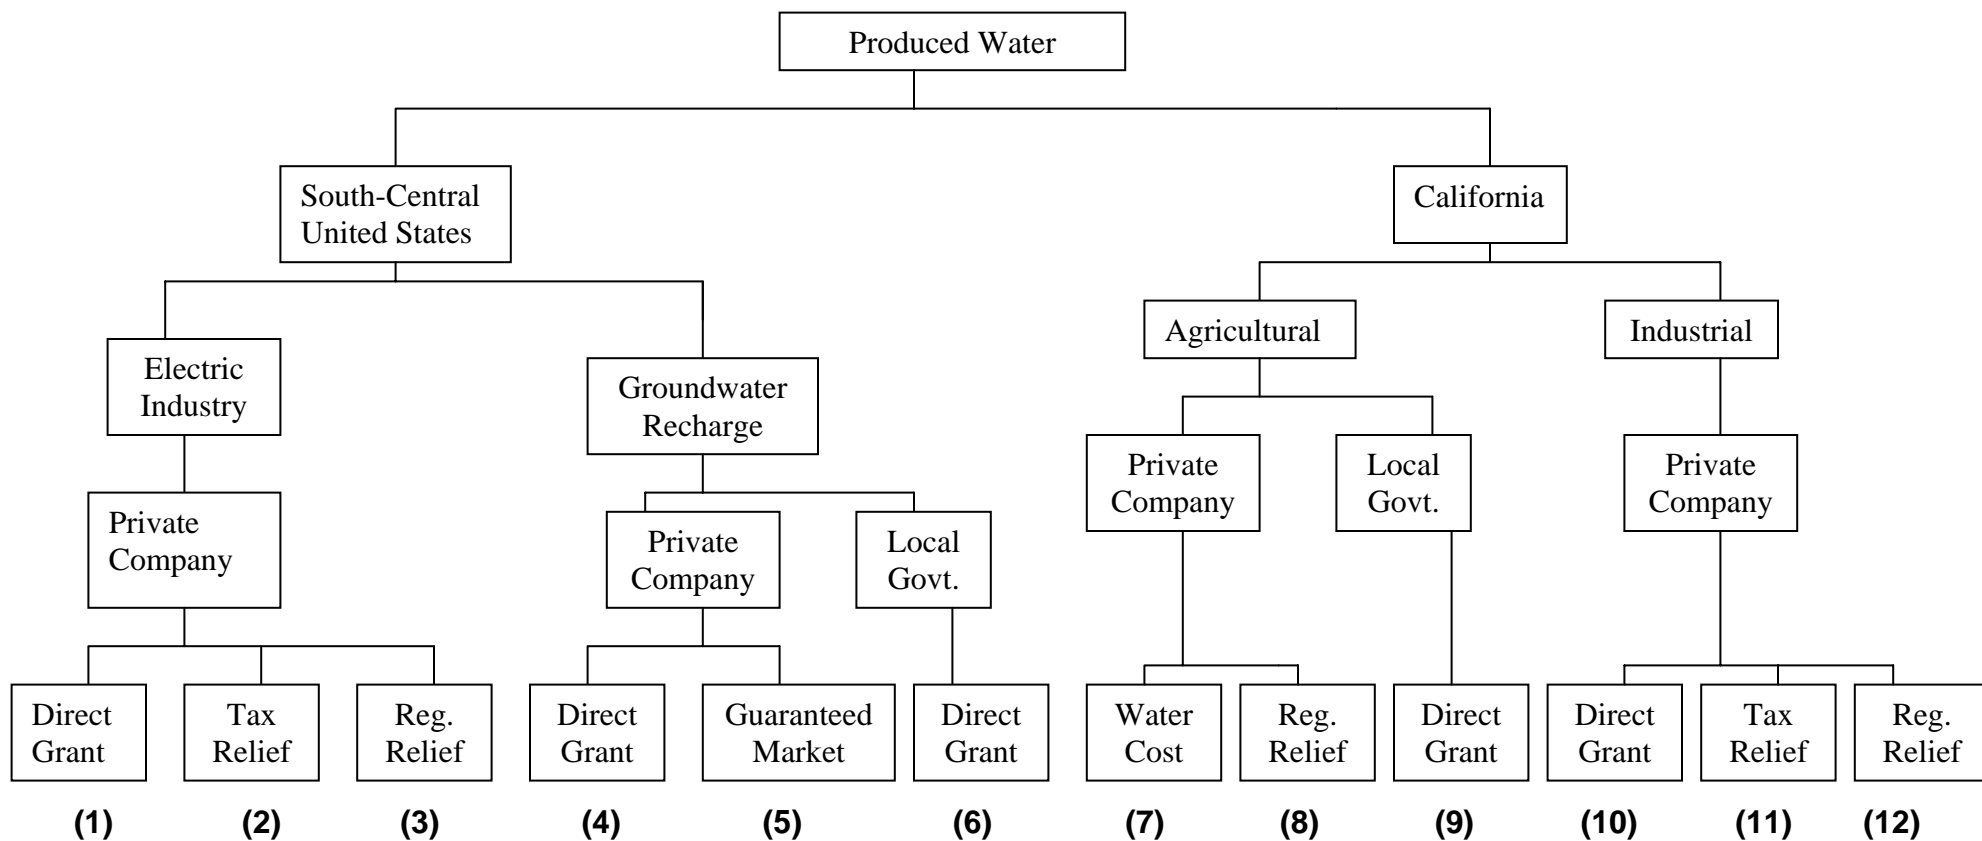 Produced Water
South-Central
United States
California
Electric
Industry
Groundwater
Recharge
Agricultural
Industrial
Private
Company
Private
Company
Local
Govt.
Private
Company
Local
Govt.
Private
Company
Direct
Grant
Tax
Relief
Reg.
Relief
Direct
Grant
Guaranteed
Market
Direct
Grant
Water
Cost
Reg.
Relief
Direct
Grant
Direct
Grant
Tax
Relief
Reg.
Relief
(1) (2) (3) (4) (5) (6) (7) (8) (9) (10) (11) (12)